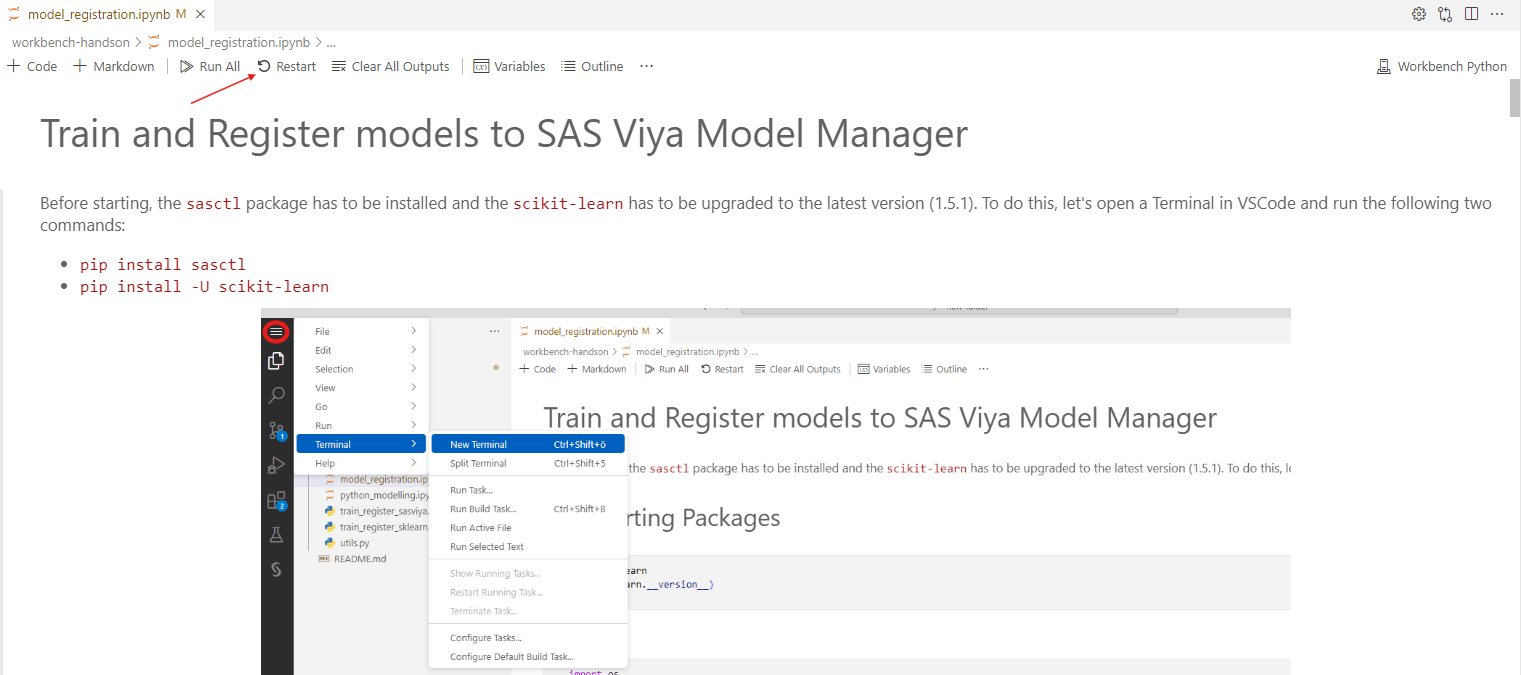 model_registration.ipynb M
workbench-handson > model_registration.ipynb > ...
Code Markdown Run All Restart Clear All Outputs Variables Outline ... Workbench Python
Train and Register models to SAS Viya Model Manager
Before starting, the sasctl package has to be installed and the scikit-learn has to be upgraded to the latest version (1.5.1). To do this, let's open a Terminal in VSCode and run the following two
commands:
• pip install sasctl
• pip install -U scikit-learn
File
Edit
Selection
View
Go
Run
Terminal
Help
New Terminal Ctrl+Shift+ö
Split Terminal Ctrl+Shift+5
Run Task...
Run Build Task... Ctrl+Shift+B
Run Active File
Run Selected Text
Show Running Tasks...
Restart Running Task...
Terminate Task...
Configure Tasks...
Configure Default Build Task...
1
2
model_registration.ip
python_modelling.ipy
train_register_sasviya.
train_register_sklearn.
utils.py
README.md
model_registration.ipynb M
workbench-handson > model_registration.ipynb > ...
Code Markdown Run All Restart Clear All Outputs Variables Outline ...
Train and Register models to SAS Viya Model Manager
the sasctl package has to be installed and the scikit-learn has to be upgraded to the latest version (1.5.1). To do this, le
rting Packages
earn
arn.__version__)
import os